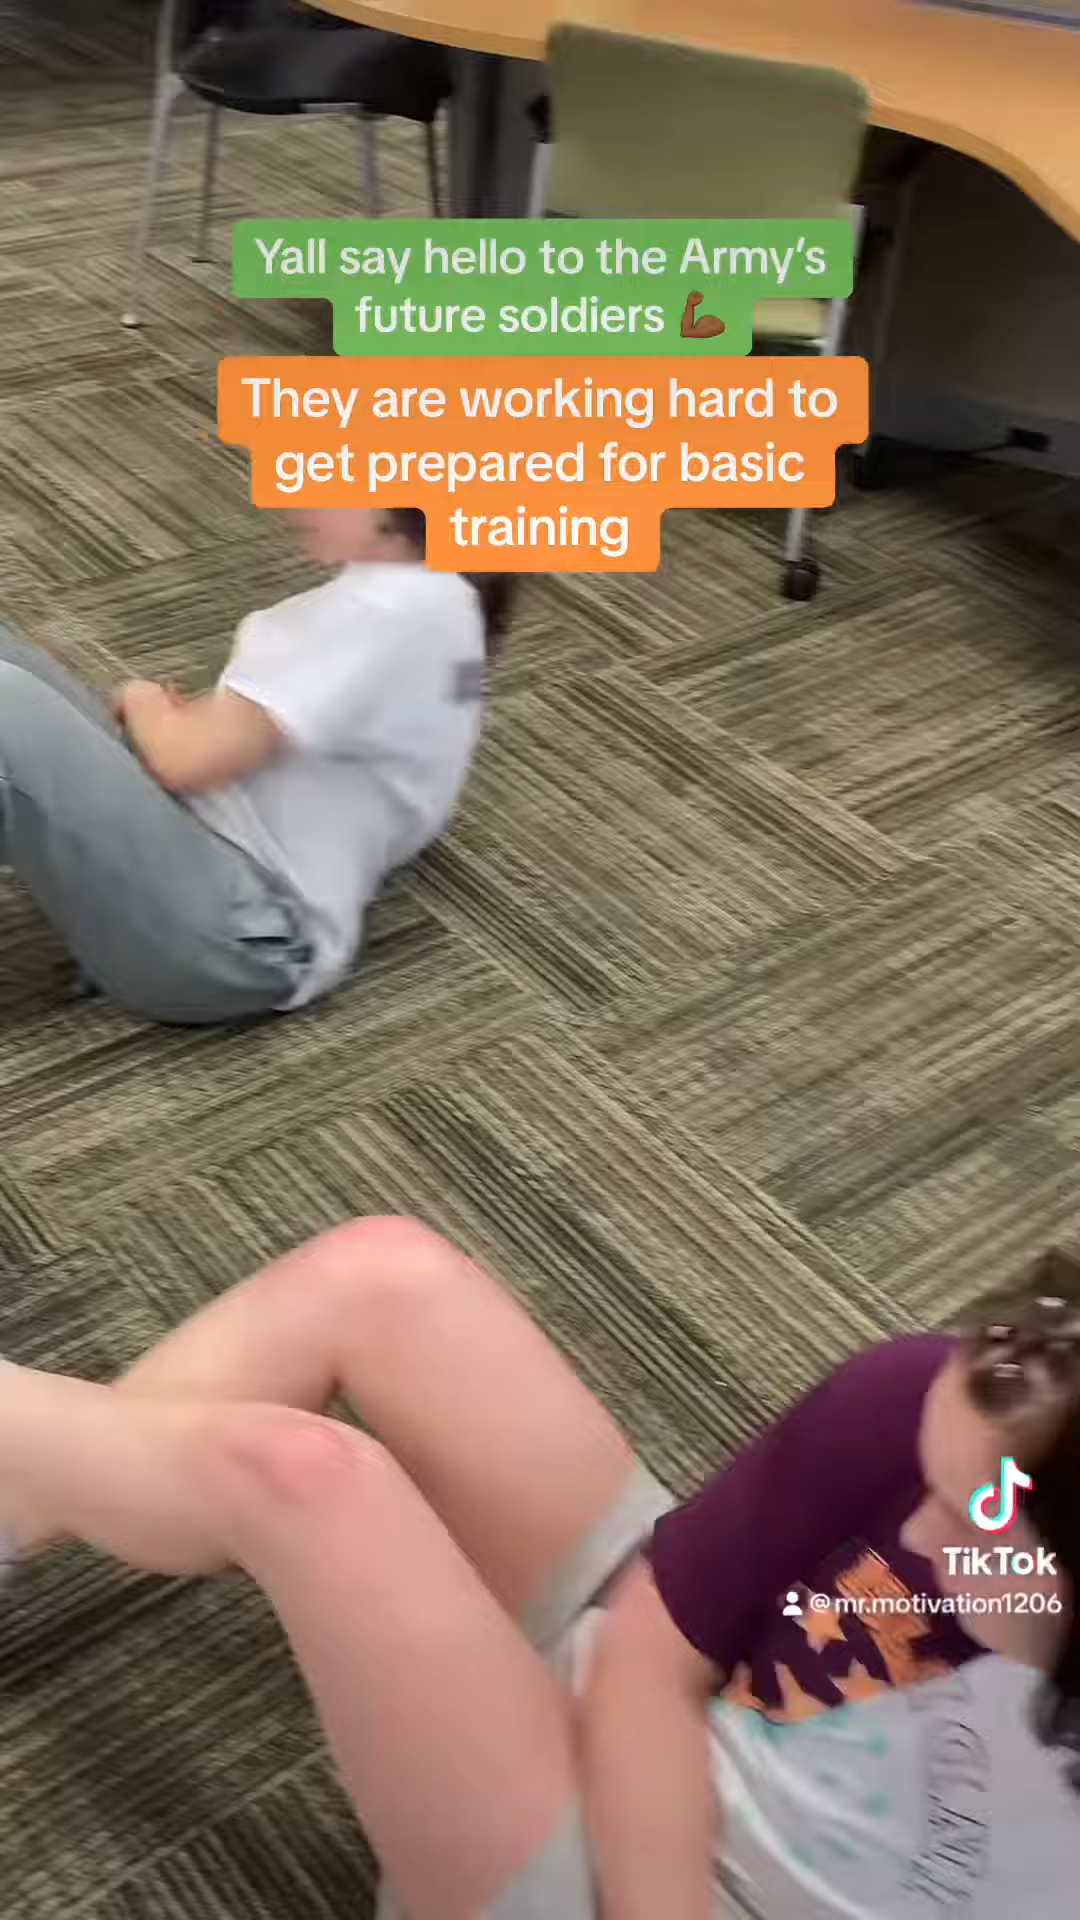 Yall say hello to the Army's
future soldiers 💪🏾
They are working hard to
get prepared for basic
training
TikTok
@mr.motivation1206